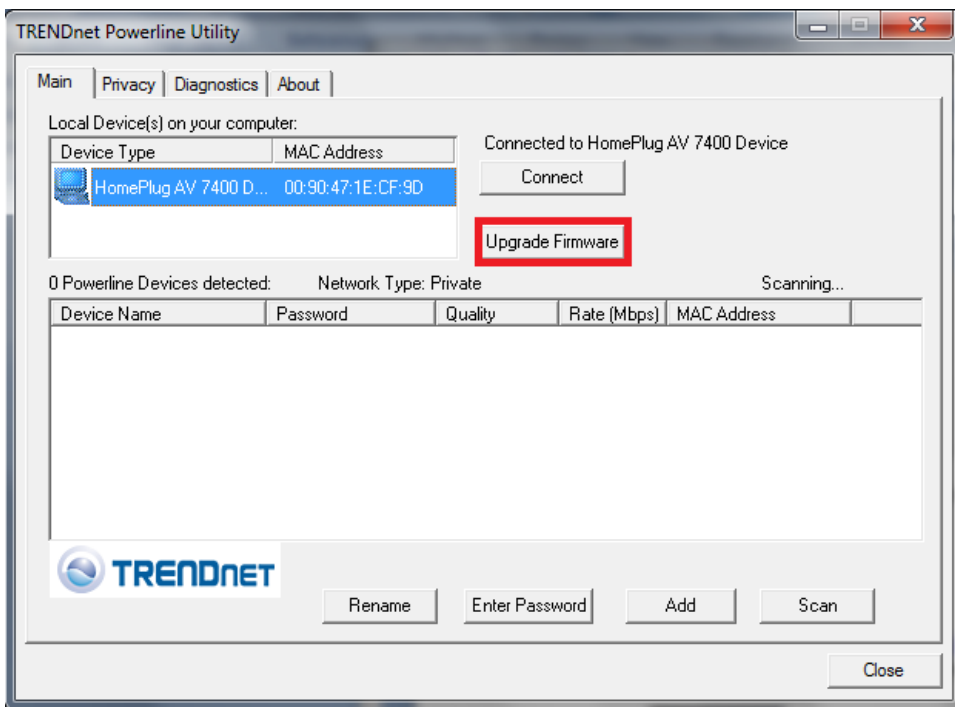 TRENDnet Powerline Utility
Main Privacy Diagnostics About
Local Device(s) on your computer:
Device Type MAC Address
HomePlug AV 7400 D... 00:90:47:1E:CF:9D
Connected to HomePlug AV 7400 Device
Connect
Upgrade Firmware
0 Powerline Devices detected: Network Type: Private Scanning...
Device Name Password Quality Rate (Mbps) MAC Address
TRENDNET
Rename Enter Password Add Scan
Close